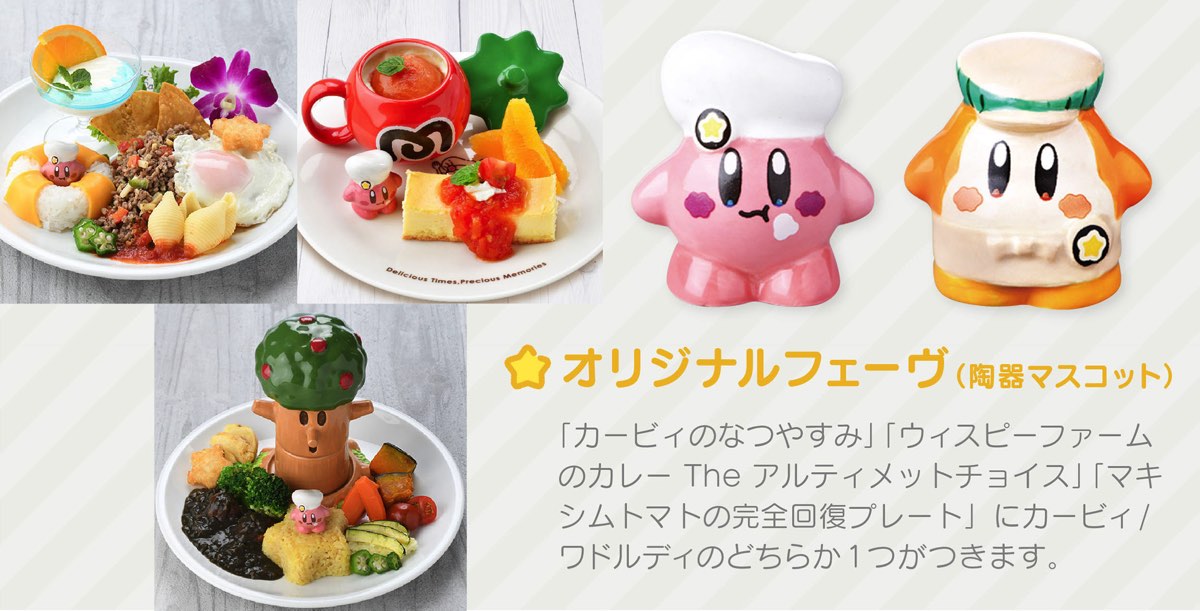 Delicious Times,Precious Memories
オリジナルフェーヴ(陶器マスコット)
「カービィのなつやすみ」「ウィスピーファーム
のカレー The アルティメットチョイス」「マキ
シムトマトの完全回復プレート」にカービィ/
ワドルディのどちらか1つがつきます。